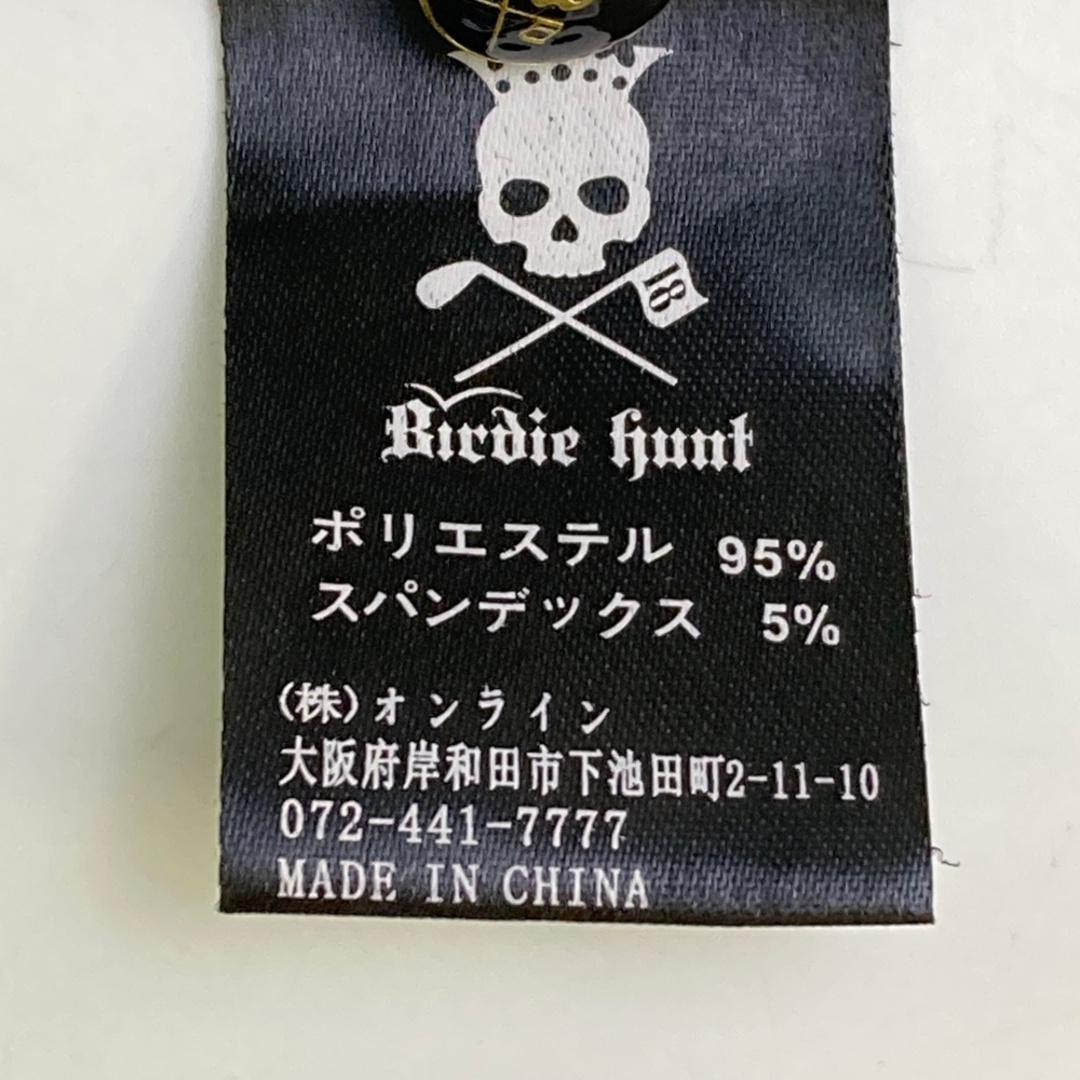 18
Birdie hunt
ポリエステル 95%
スパンデックス 5%
(株)オンライン
大阪府岸和田市下池田町2-11-10
072-441-7777
MADE IN CHINA